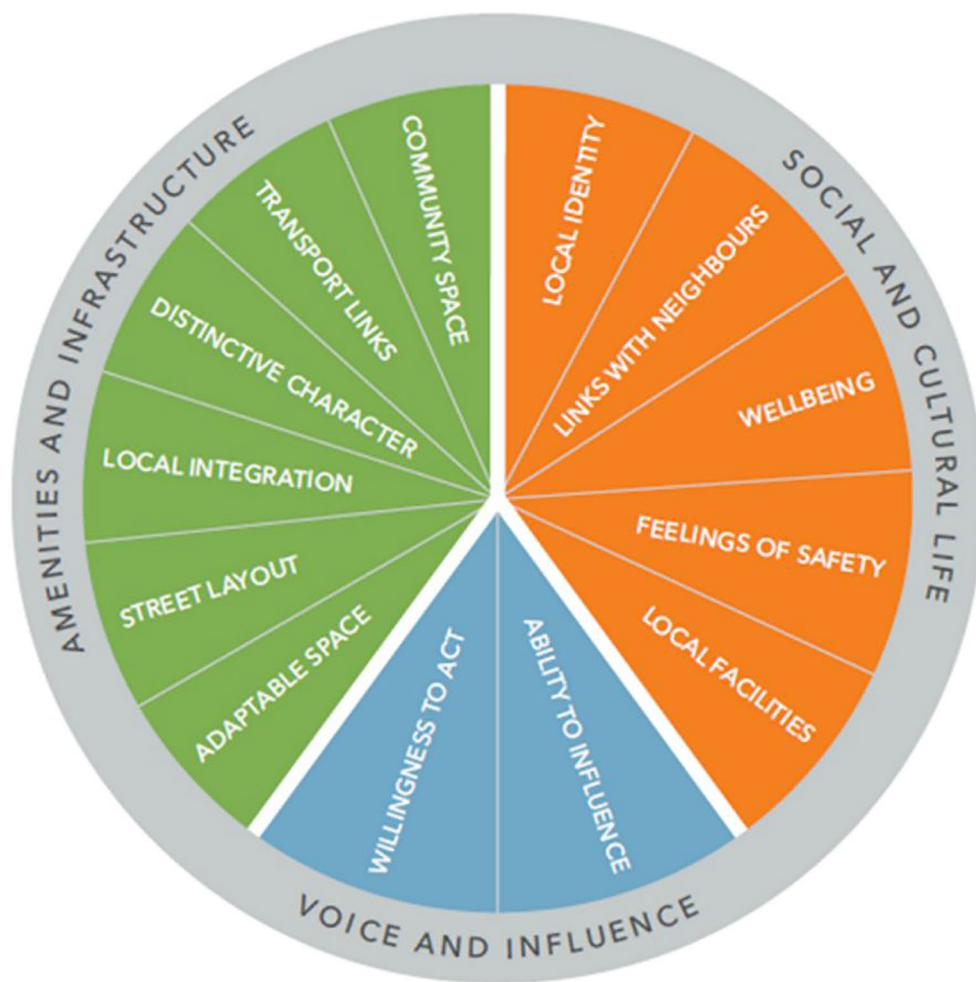 AMENITIES AND INFRASTRUCTURE
COMMUNITY SPACE
TRANSPORT LINKS
DISTINCTIVE CHARACTER
LOCAL INTEGRATION
STREET LAYOUT
ADAPTABLE SPACE
SOCIAL AND CULTURAL LIFE
LOCAL IDENTITY
LINKS WITH NEIGHBOURS
WELLBEING
FEELINGS OF SAFETY
LOCAL FACILITIES
VOICE AND INFLUENCE
WILLINGNESS TO ACT
ABILITY TO INFLUENCE